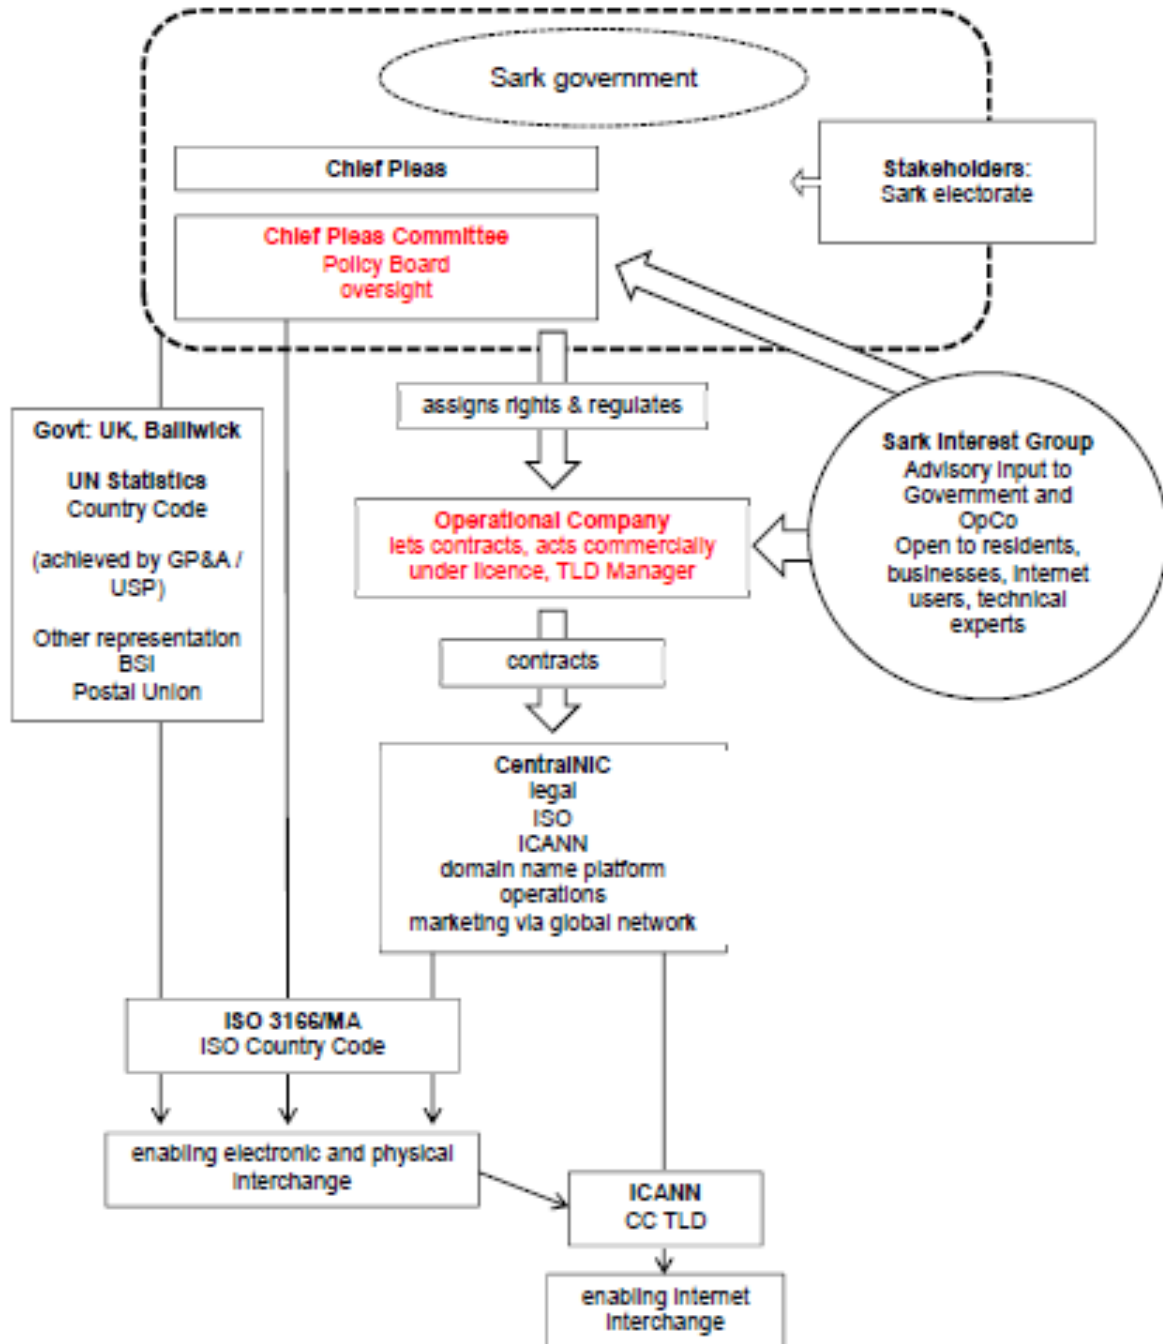 Sark government
Chief Pleas
Stakeholders:
Sark electorate
Chief Pleas Committee
Policy Board
oversight
assigns rights & regulates
Govt: UK, Bailiwick
UN Statistics
Country Code
(achieved by GP&A /
USP)
Other representation
BSI
Postal Union
Sark Interest Group
Advisory input to
Government and
OpCo
Open to residents,
businesses, internet
users, technical
experts
Operational Company
lets contracts, acts commercially
under licence, TLD Manager
contracts
CentralNIC
legal
ISO
ICANN
domain name platform
operations
marketing via global network
ISO 3166/MA
ISO Country Code
enabling electronic and physical
interchange
ICANN
CC TLD
enabling internet
interchange